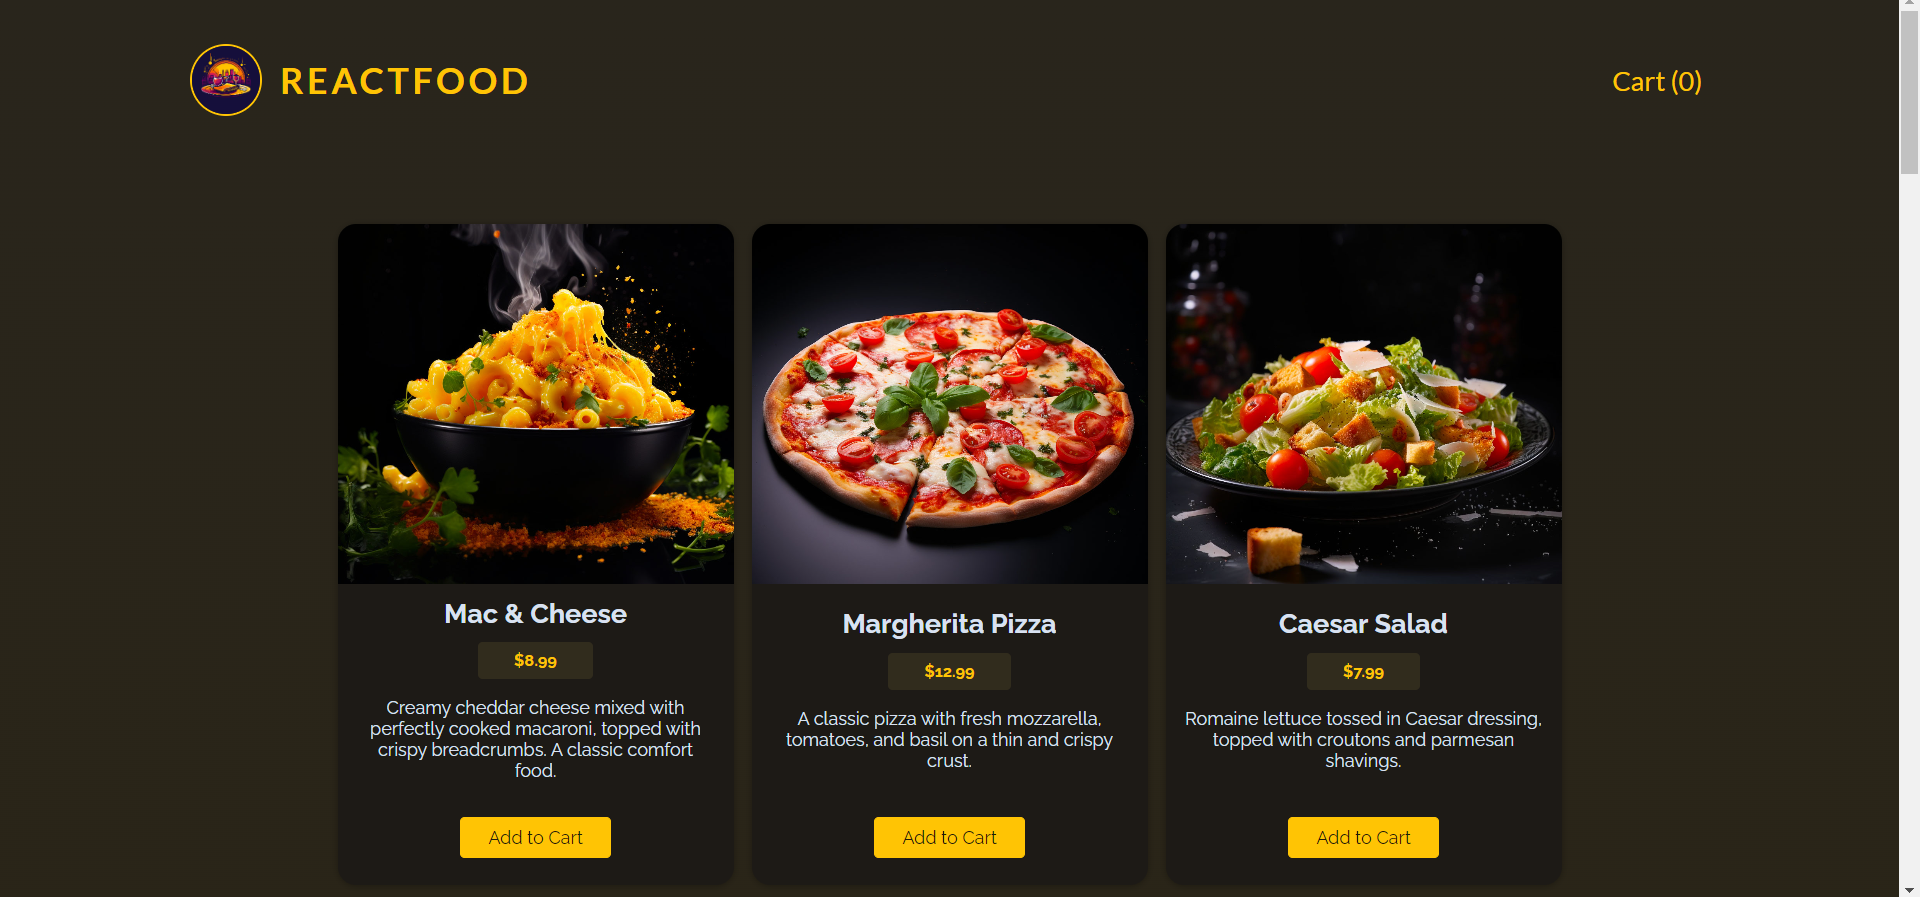 REACTFOOD
Cart (0)
Mac & Cheese
$8.99
Creamy cheddar cheese mixed with
perfectly cooked macaroni, topped with
crispy breadcrumbs. A classic comfort
food.
Add to Cart
Margherita Pizza
$12.99
A classic pizza with fresh mozzarella,
tomatoes, and basil on a thin and crispy
crust.
Add to Cart
Caesar Salad
$7.99
Romaine lettuce tossed in Caesar dressing,
topped with croutons and parmesan
shavings.
Add to Cart